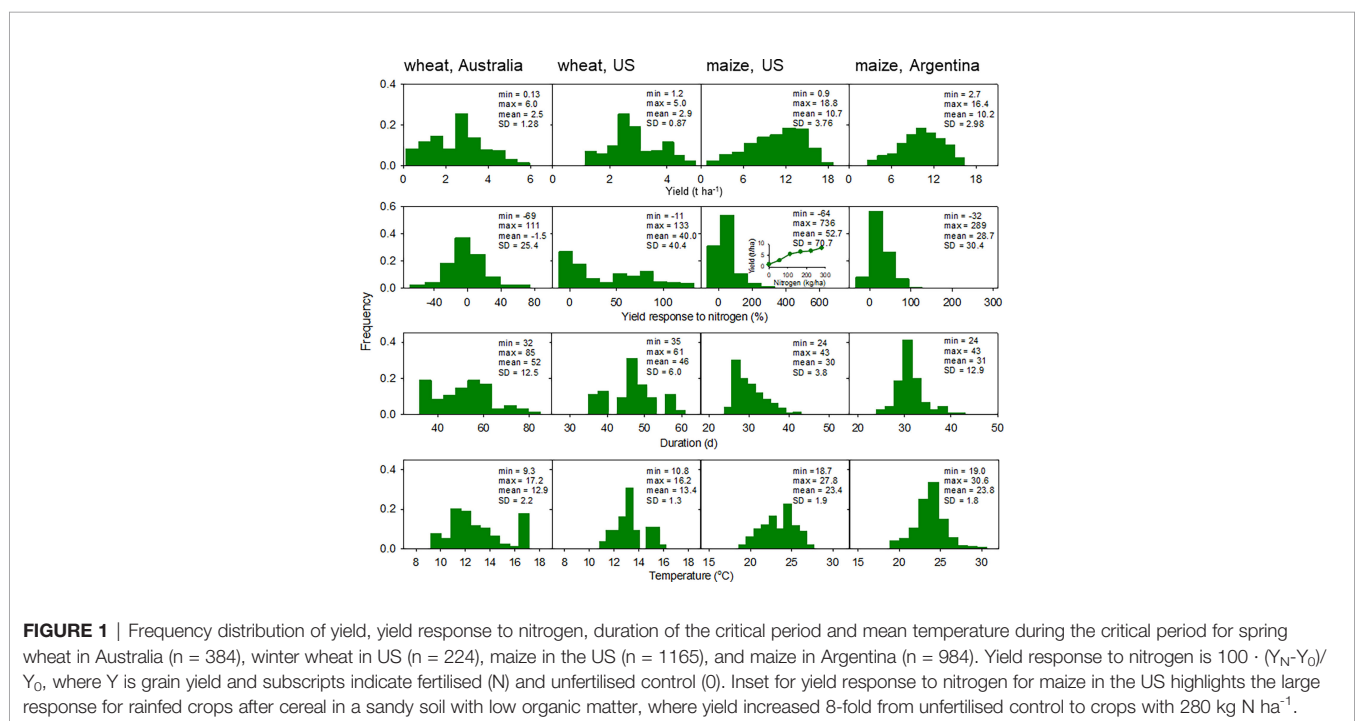 wheat, Australia
wheat, US
maize, US
maize, Argentina
0.4
0.2
0.0
min = 0.13
max = 6.0
mean = 2.5
SD = 1.28
min = 1.2
max = 5.0
mean = 2.9
SD = 0.87
min = 0.9
max = 18.8
mean = 10.7
SD = 3.76
min = 2.7
max = 16.4
mean = 10.2
SD = 2.98
0 2 4 6
2 4
0 6 12 18
0 6 12 18
Yield (t ha-1)
0.6
0.4
0.2
0.0
min = -69
max = 111
mean = -1.5
SD = 25.4
min = -11
max = 133
mean = 40.0
SD = 40.4
min = -64
max = 736
mean = 52.7
SD = 70.7
Yield (t/ha)
10
5
0
0 100 200 300
Nitrogen (kg/ha)
min = -32
max = 289
mean = 28.7
SD = 30.4
-40 0 40 80
0 50 100
0 200 400 600
0 100 200 300
Yield response to nitrogen (%)
Frequency
0.4
0.2
0.0
min = 32
max = 85
mean = 52
SD = 12.5
min = 35
max = 61
mean = 46
SD = 6.0
min = 24
max = 43
mean = 30
SD = 3.8
min = 24
max = 43
mean = 31
SD = 12.9
40 60 80
30 40 50 60
20 30 40 50
20 30 40 50
Duration (d)
0.4
0.2
0.0
min = 9.3
max = 17.2
mean = 12.9
SD = 2.2
min = 10.8
max = 16.2
mean = 13.4
SD = 1.3
min =18.7
max = 27.8
mean = 23.4
SD = 1.9
min = 19.0
max = 30.6
mean = 23.8
SD = 1.8
8 10 12 14 16 18
8 10 12 14 16 18
15 20 25 30
15 20 25 30
Temperature (°C)
FIGURE 1 | Frequency distribution of yield, yield response to nitrogen, duration of the critical period and mean temperature during the critical period for spring
wheat in Australia (n = 384), winter wheat in US (n = 224), maize in the US (n = 1165), and maize in Argentina (n = 984). Yield response to nitrogen is 100 · (YN-Y0)/
Y0, where Y is grain yield and subscripts indicate fertilised (N) and unfertilised control (0). Inset for yield response to nitrogen for maize in the US highlights the large
response for rainfed crops after cereal in a sandy soil with low organic matter, where yield increased 8-fold from unfertilised control to crops with 280 kg N ha-1.